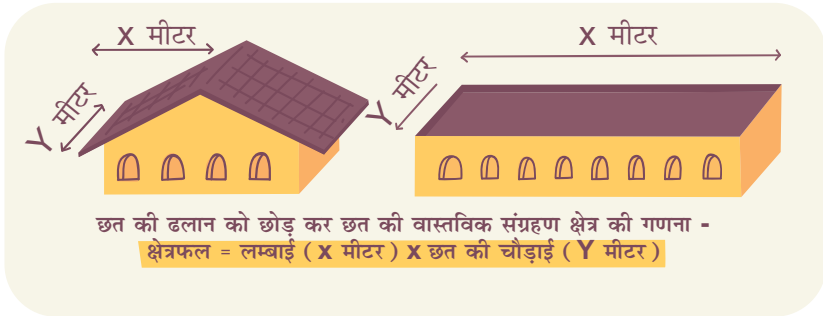 X मीटर
Y मीटर
X मीटर
Y मीटर
छत की ढलान को छोड़ कर छत की वास्तविक संग्रहण क्षेत्र की गणना -
क्षेत्रफल = लम्बाई ( x मीटर ) X छत की चौड़ाई ( Y मीटर )